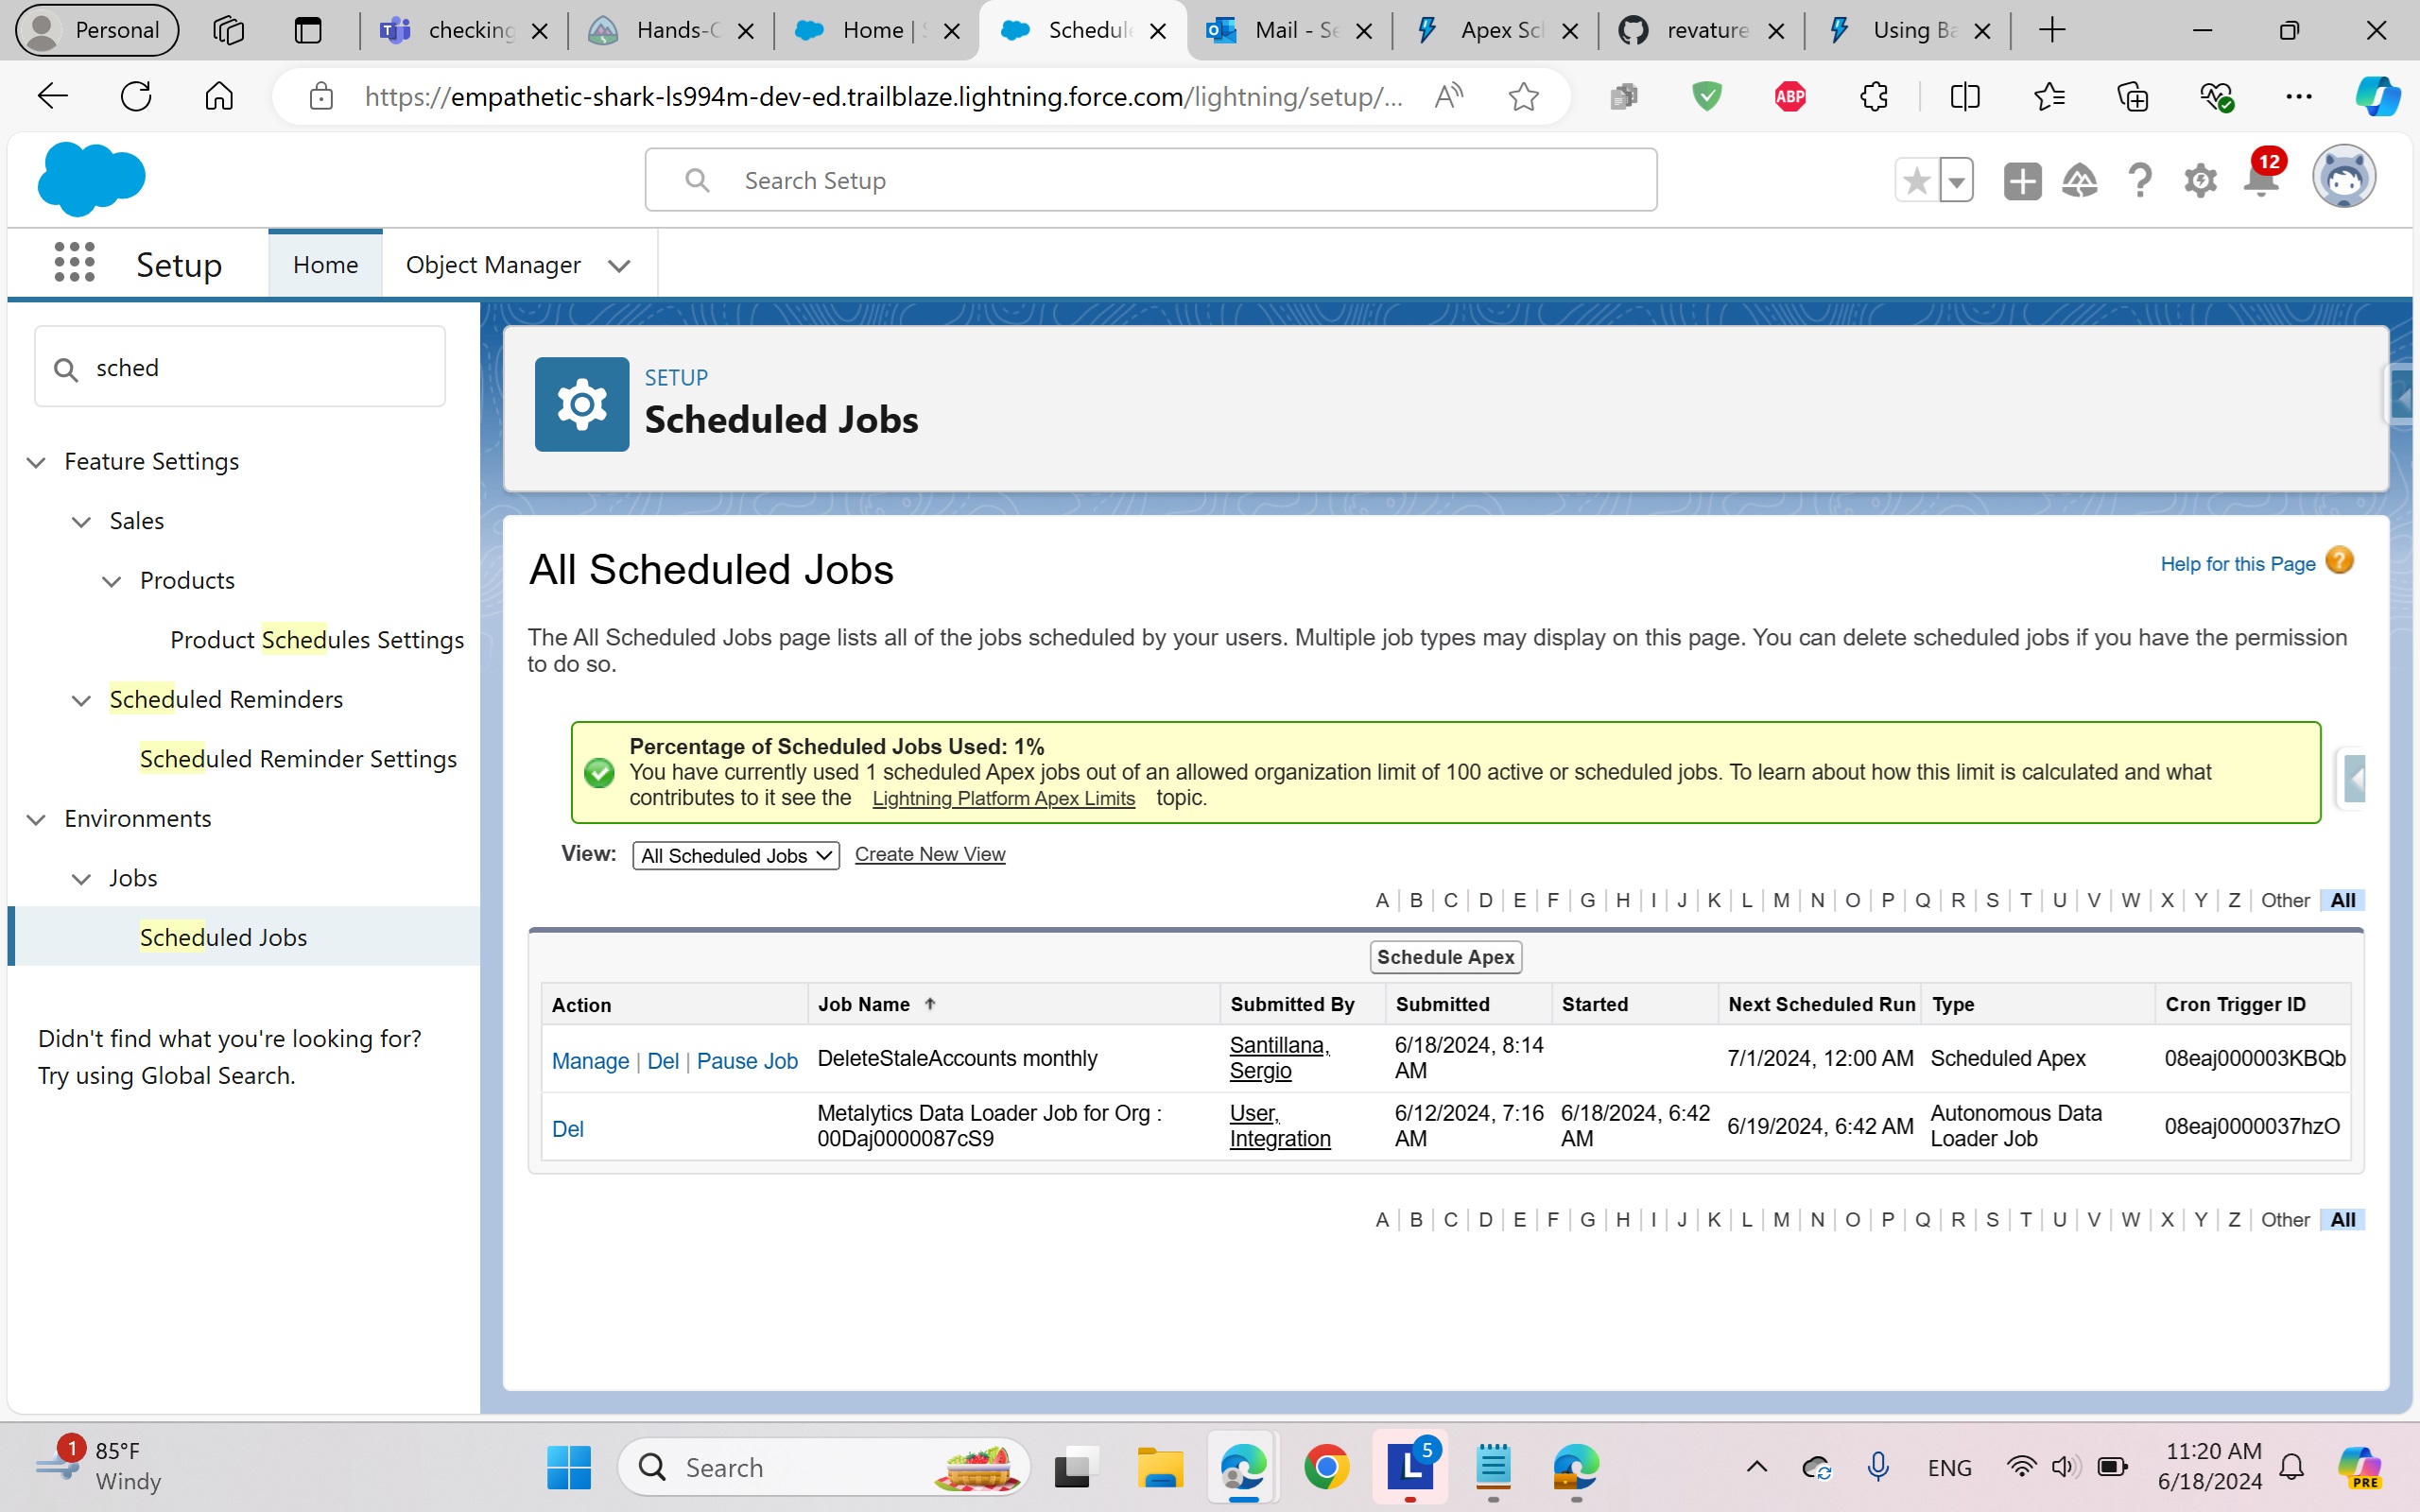 Personal
checking
Hands-O
Home | S
Schedule
Mail - Se
Apex Sch
revature
Using Ba
https://empathetic-shark-ls994m-dev-ed.trailblaze.lightning.force.com/lightning/setup/...
ABP
Search Setup
12
Setup
Home
Object Manager
sched
Feature Settings
Sales
Products
Product Schedules Settings
Scheduled Reminders
Scheduled Reminder Settings
Environments
Jobs
Scheduled Jobs
Didn't find what you're looking for?
Try using Global Search.
SETUP
Scheduled Jobs
All Scheduled Jobs
Help for this Page
The All Scheduled Jobs page lists all of the jobs scheduled by your users. Multiple job types may display on this page. You can delete scheduled jobs if you have the permission
to do so.
Percentage of Scheduled Jobs Used: 1%
You have currently used 1 scheduled Apex jobs out of an allowed organization limit of 100 active or scheduled jobs. To learn about how this limit is calculated and what
contributes to it see the Lightning Platform Apex Limits topic.
View: All Scheduled Jobs Create New View
A | B | C | D | E | F | G | H | I | J | K | L | M | N | O | P | Q | R | S | T | U | V | W | X | Y | Z | Other | All
Schedule Apex
Action Job Name Submitted By Submitted Started Next Scheduled Run Type Cron Trigger ID
Manage | Del | Pause Job DeleteStaleAccounts monthly Santillana, Sergio 6/18/2024, 8:14 AM 7/1/2024, 12:00 AM Scheduled Apex 08eaj000003KBQb
Del Metalytics Data Loader Job for Org : 00Daj0000087cS9 User, Integration 6/12/2024, 7:16 AM 6/18/2024, 6:42 AM 6/19/2024, 6:42 AM Autonomous Data Loader Job 08eaj0000037hzO
A | B | C | D | E | F | G | H | I | J | K | L | M | N | O | P | Q | R | S | T | U | V | W | X | Y | Z | Other | All
1
85°F
Windy
Search
L
5
ENG
11:20 AM
6/18/2024
PRE